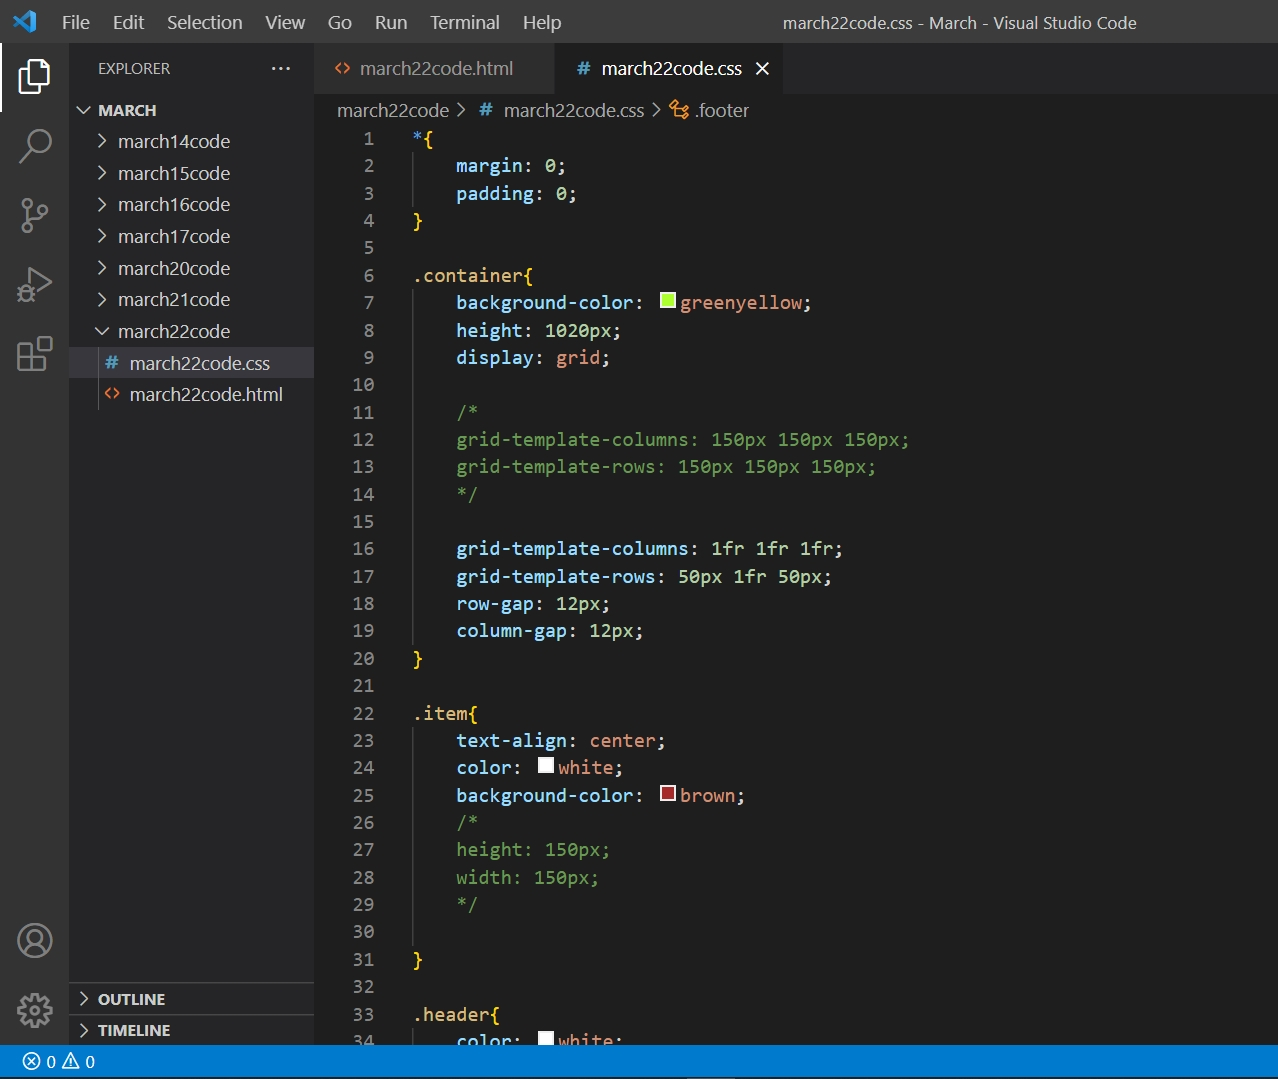 File Edit Selection View Go Run Terminal Help march22code.css - March - Visual Studio Code
EXPLORER ···
MARCH
march14code
march15code
march16code
march17code
march20code
march21code
march22code
# march22code.css
<> march22code.html
OUTLINE
TIMELINE
<> march22code.html # march22code.css
march22code > # march22code.css > .footer
1 *{
2     margin: 0;
3     padding: 0;
4 }
5
6 .container{
7     background-color: greenyellow;
8     height: 1020px;
9     display: grid;
10
11     /*
12     grid-template-columns: 150px 150px 150px;
13     grid-template-rows: 150px 150px 150px;
14     */
15
16     grid-template-columns: 1fr 1fr 1fr;
17     grid-template-rows: 50px 1fr 50px;
18     row-gap: 12px;
19     column-gap: 12px;
20 }
21
22 .item{
23     text-align: center;
24     color: white;
25     background-color: brown;
26     /*
27     height: 150px;
28     width: 150px;
29     */
30
31 }
32
33 .header{
34     color: white;
0 0